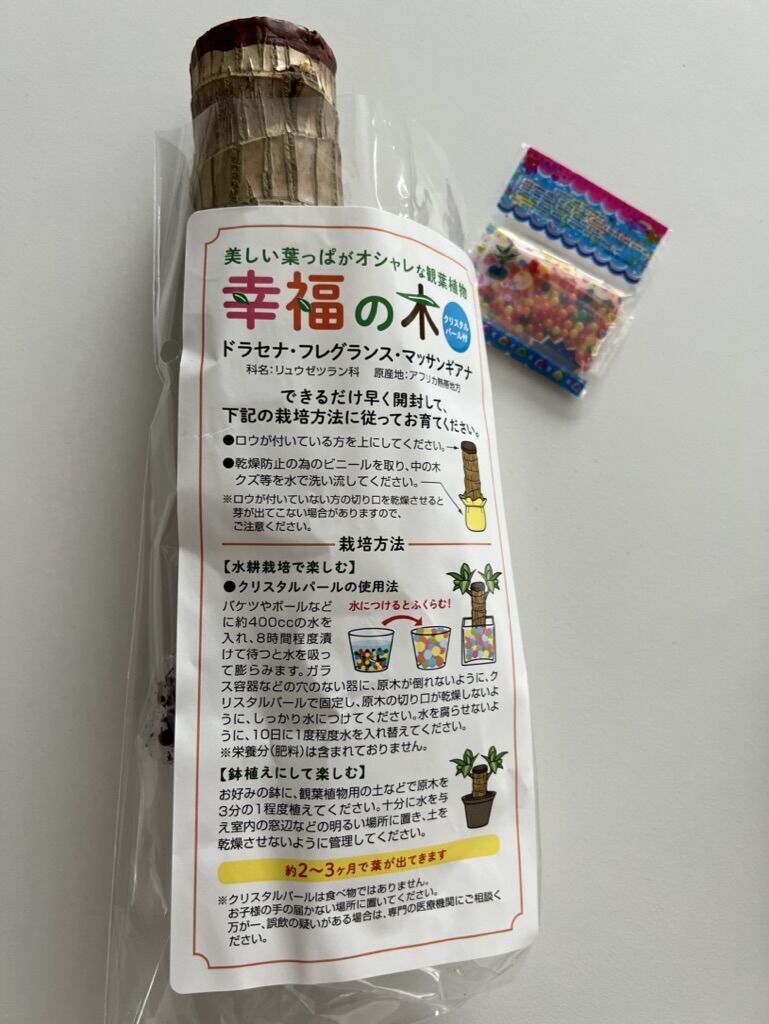 美しい葉っぱがオシャレな観葉植物
幸福の木
クリスタル
パール付
ドラセナ・フレグランス・マッサンギアナ
科名:リュウゼツラン科 原産地:アフリカ熱帯地方
できるだけ早く開封して、
下記の栽培方法に従ってお育てください。
●ロウが付いている方を上にしてください。
●乾燥防止の為のビニールを取り、中の木
クズ等を水で洗い流してください。
※ロウが付いていない方の切り口を乾燥させると
芽が出てこない場合がありますので、
ご注意ください。
栽培方法
【水耕栽培で楽しむ】
●クリスタルパールの使用法
バケツやボールなど
に約400ccの水を
入れ、8時間程度漬
けて待つと水を吸っ
て膨らみます。ガラ
水につけるとふくらむ!
ス容器などの穴のない器に、原木が倒れないように、ク
リスタルパールで固定し、原木の切り口が乾燥しないよ
うに、しっかり水につけてください。水を腐らせないよ
うに、10日に1度程度水を入れ替えてください。
※栄養分(肥料)は含まれておりません。
【鉢植えにして楽しむ】
お好みの鉢に、観葉植物用の土などで原木を
3分の1程度植えてください。十分に水を与
え室内の窓辺などの明るい場所に置き、土を
乾燥させないように管理してください。
約2〜3ヶ月で葉が出てきます
※クリスタルパールは食べ物ではありません。
お子様の手の届かない場所に置いてください。
万が一、誤飲の疑いがある場合は、専門の医療機関にご相談く
ださい。